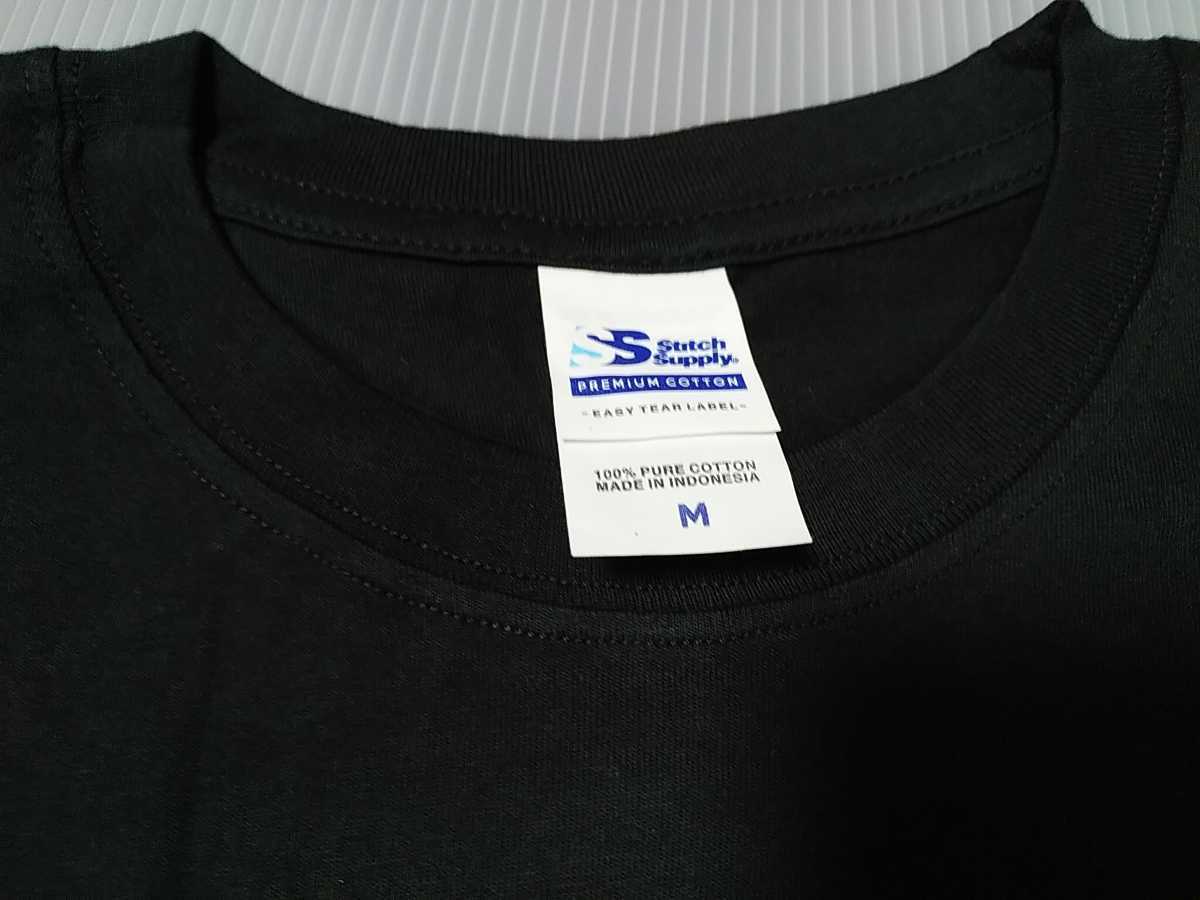 SS Stitch
Supply®
PREMIUM COTTON
- EASY TEAR LABEL -
100% PURE COTTON
MADE IN INDONESIA
M